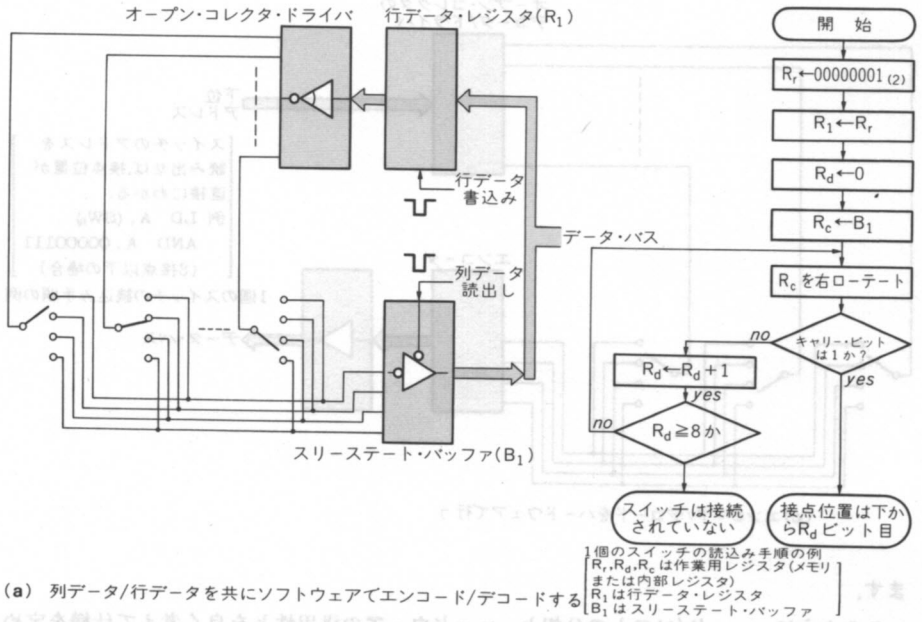 オープン・コレクタ・ドライバ
行データ・レジスタ(R₁)
行データ
書込み
データ・バス
列データ
読出し
スリーステート・バッファ(B₁)
開始
Rᵣ←00000001₍₂₎
R₁←Rᵣ
R_d←0
R_c←B₁
R_cを右ローテート
キャリー・ビット
は1か?
no
yes
R_d←R_d+1
yes
R_d≧8か
no
スイッチは接続
されていない
接点位置は下か
らR_dビット目
1個のスイッチの読込み手順の例
Rᵣ,R_d,R_cは作業用レジスタ(メモリ
または内部レジスタ)
R₁は行データ・レジスタ
B₁はスリーステート・バッファ
(a) 列データ/行データを共にソフトウェアでエンコード/デコードする